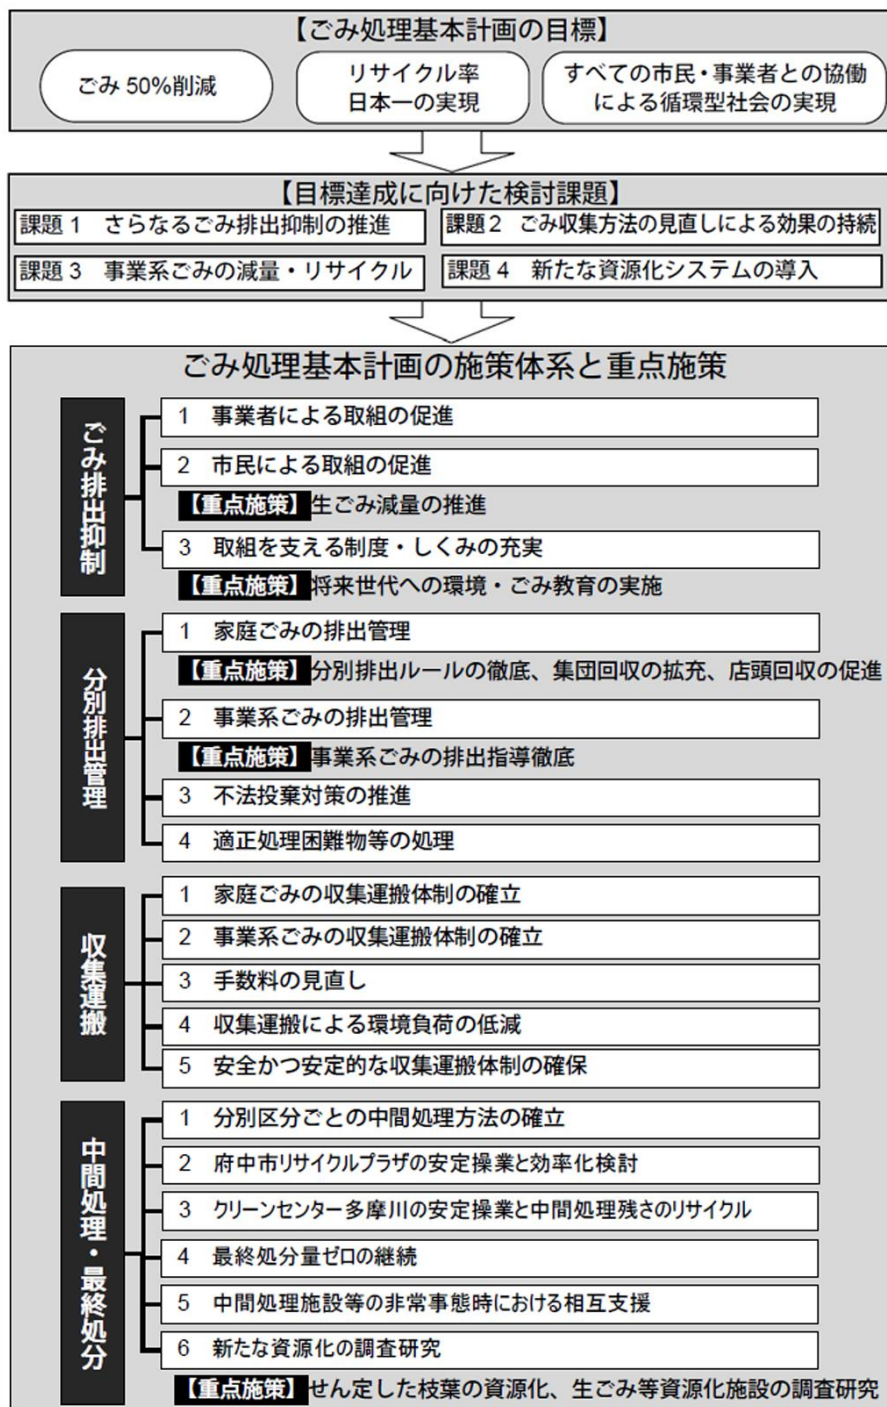 【ごみ処理基本計画の目標】
ごみ 50%削減
リサイクル率
日本一の実現
すべての市民・事業者との協働
による循環型社会の実現
【目標達成に向けた検討課題】
課題 1 さらなるごみ排出抑制の推進
課題 2 ごみ収集方法の見直しによる効果の持続
課題 3 事業系ごみの減量・リサイクル
課題 4 新たな資源化システムの導入
ごみ処理基本計画の施策体系と重点施策
ごみ排出抑制
1 事業者による取組の促進
2 市民による取組の促進
【重点施策】生ごみ減量の推進
3 取組を支える制度・しくみの充実
【重点施策】将来世代への環境・ごみ教育の実施
分別排出管理
1 家庭ごみの排出管理
【重点施策】分別排出ルールの徹底、集団回収の拡充、店頭回収の促進
2 事業系ごみの排出管理
【重点施策】事業系ごみの排出指導徹底
3 不法投棄対策の推進
4 適正処理困難物等の処理
収集運搬
1 家庭ごみの収集運搬体制の確立
2 事業系ごみの収集運搬体制の確立
3 手数料の見直し
4 収集運搬による環境負荷の低減
5 安全かつ安定的な収集運搬体制の確保
中間処理・最終処分
1 分別区分ごとの中間処理方法の確立
2 府中市リサイクルプラザの安定操業と効率化検討
3 クリーンセンター多摩川の安定操業と中間処理残さのリサイクル
4 最終処分量ゼロの継続
5 中間処理施設等の非常事態時における相互支援
6 新たな資源化の調査研究
【重点施策】せん定した枝葉の資源化、生ごみ等資源化施設の調査研究